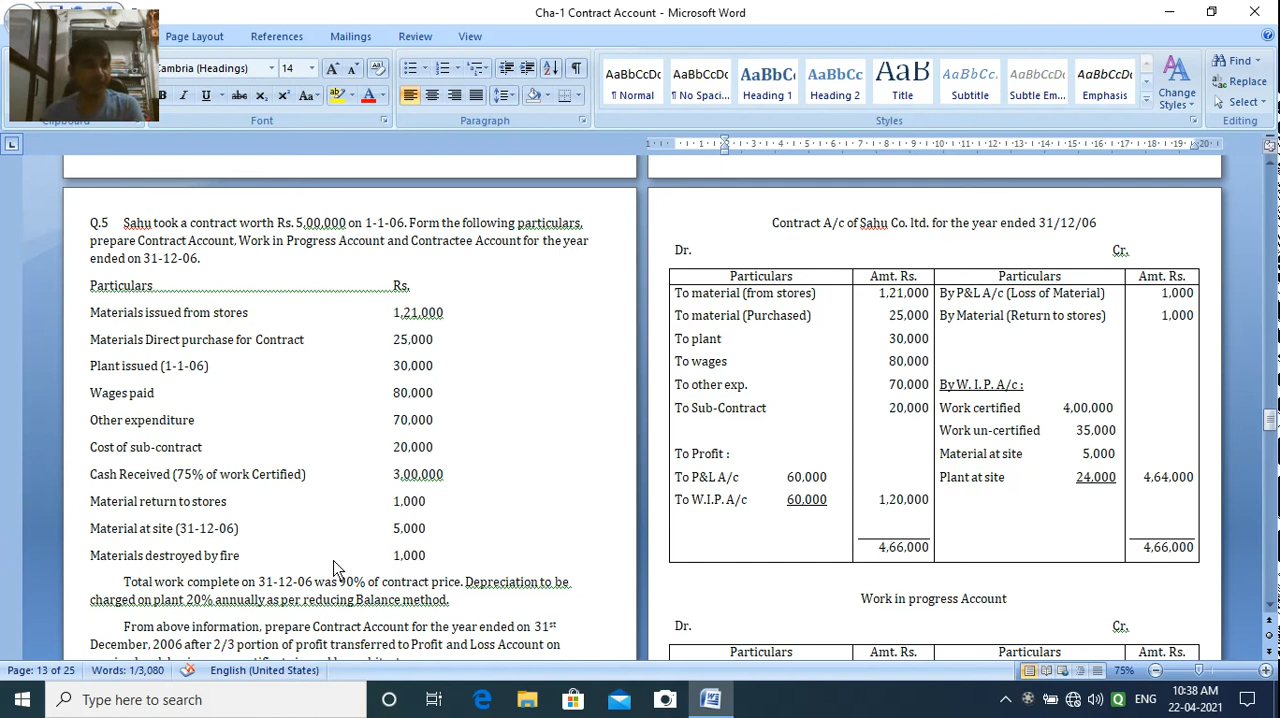 Cha-1 Contract Account - Microsoft Word
Page Layout References Mailings Review View
Cambria (Headings) 14
AaBbCcDc AaBbCcDc AaBbC AaBbCc AaB AaBbCc. AaBbCcDc AaBbCcDc
¶ Normal ¶ No Spaci... Heading 1 Heading 2 Title Subtitle Subtle Em... Emphasis
Change Styles
Find
Replace
Select
Clipboard Font Paragraph Styles Editing
Q.5 Sahu took a contract worth Rs. 5,00,000 on 1-1-06. Form the following particulars,
prepare Contract Account, Work in Progress Account and Contractee Account for the year
ended on 31-12-06.
Particulars Rs,
Materials issued from stores 1,21,000
Materials Direct purchase for Contract 25,000
Plant issued (1-1-06) 30,000
Wages paid 80,000
Other expenditure 70,000
Cost of sub-contract 20,000
Cash Received (75% of work Certified) 3,00,000
Material return to stores 1,000
Material at site (31-12-06) 5,000
Materials destroyed by fire 1,000
Total work complete on 31-12-06 was 90% of contract price. Depreciation to be
charged on plant 20% annually as per reducing Balance method.
From above information, prepare Contract Account for the year ended on 31st
December, 2006 after 2/3 portion of profit transferred to Profit and Loss Account on
Contract A/c of Sahu Co. ltd. for the year ended 31/12/06
Dr. Cr.
Particulars Amt. Rs. Particulars Amt. Rs.
To material (from stores) 1,21,000 By P&L A/c (Loss of Material) 1,000
To material (Purchased) 25,000 By Material (Return to stores) 1,000
To plant 30,000
To wages 80,000
To other exp. 70,000 By W. I. P. A/c :
To Sub-Contract 20,000 Work certified 4,00,000
Work un-certified 35,000
To Profit : Material at site 5,000
To P&L A/c 60,000 Plant at site 24,000 4,64,000
To W.I.P. A/c 60,000 1,20,000
4,66,000 4,66,000
Work in progress Account
Dr. Cr.
Particulars Amt. Rs. Particulars Amt. Rs.
Page: 13 of 25 Words: 1/3,080 English (United States) 75%
Type here to search
ENG
10:38 AM
22-04-2021